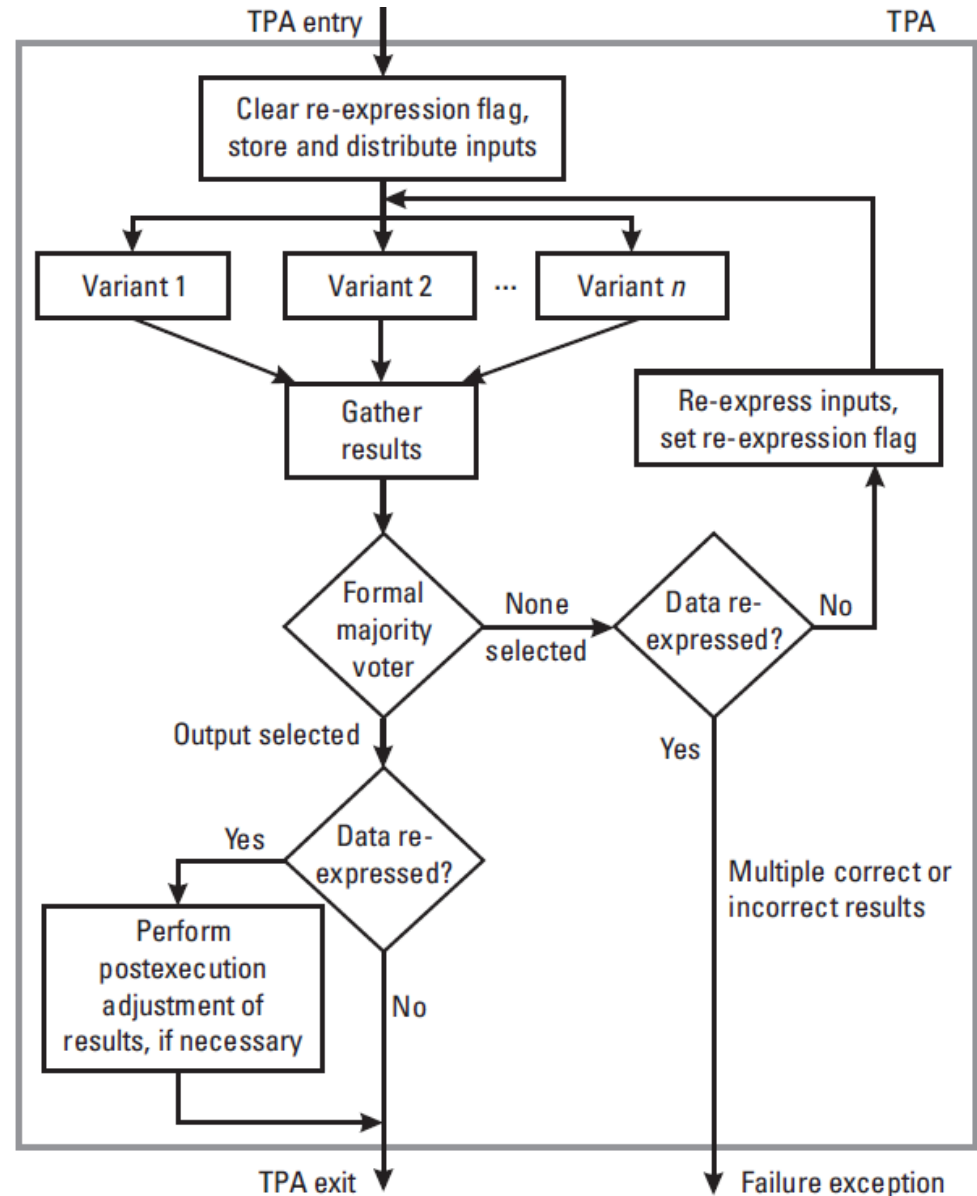 TPA entry
TPA
Clear re-expression flag,
store and distribute inputs
Variant 1
Variant 2
...
Variant n
Gather
results
Re-express inputs,
set re-expression flag
Formal
majority
voter
None
selected
Data re-
expressed?
No
Output selected
Yes
Data re-
expressed?
Yes
Multiple correct or
incorrect results
Perform
postexecution
adjustment of
results, if necessary
No
TPA exit
Failure exception